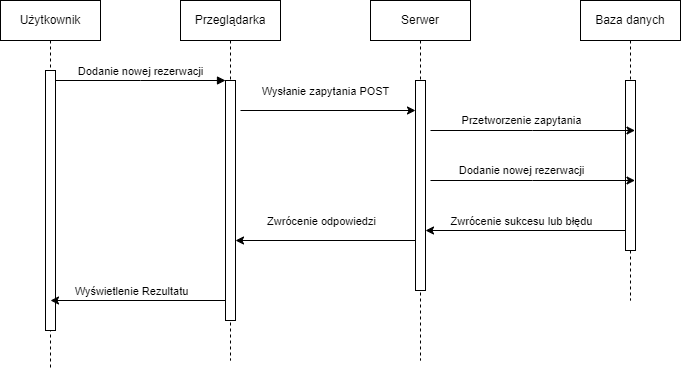 Użytkownik
Przeglądarka
Serwer
Baza danych
Dodanie nowej rezerwacji
Wysłanie zapytania POST
Przetworzenie zapytania
Dodanie nowej rezerwacji
Zwrócenie sukcesu lub błędu
Zwrócenie odpowiedzi
Wyświetlenie Rezultatu